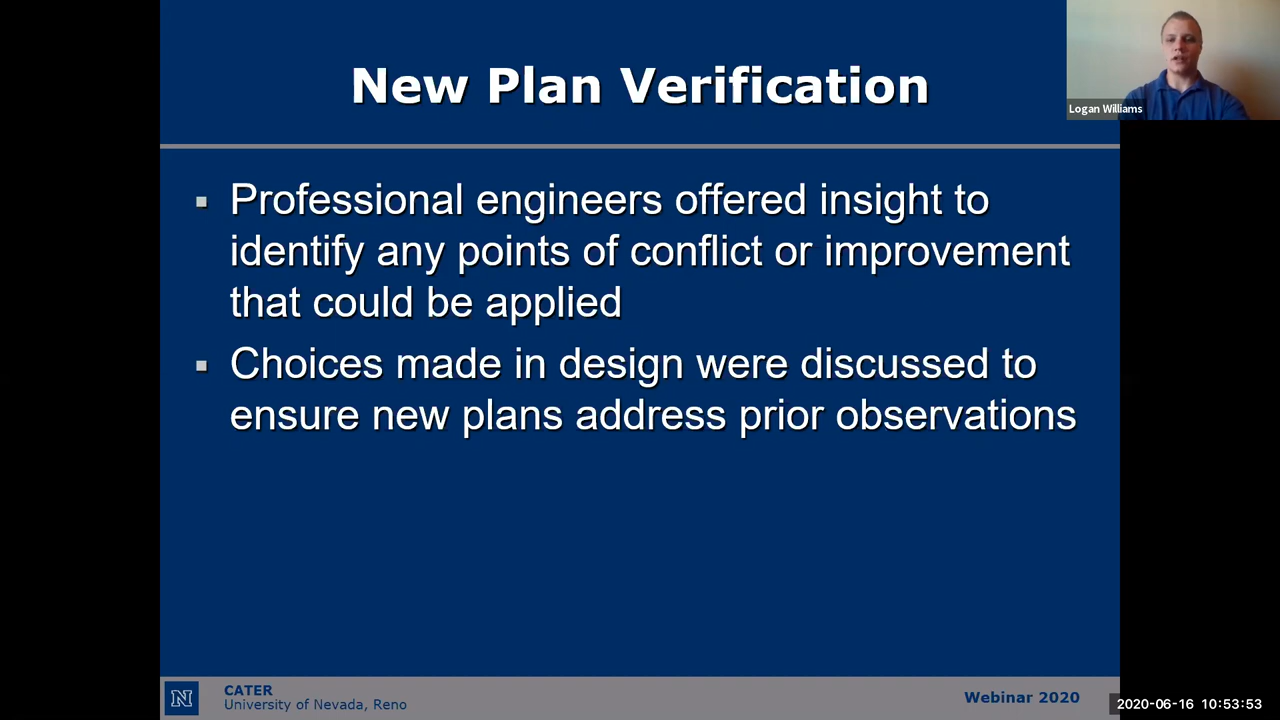 New Plan Verification
Logan Williams
Professional engineers offered insight to
identify any points of conflict or improvement
that could be applied
Choices made in design were discussed to
ensure new plans address prior observations
N
CATER
University of Nevada, Reno
Webinar 2020
2020-06-16 10:53:53